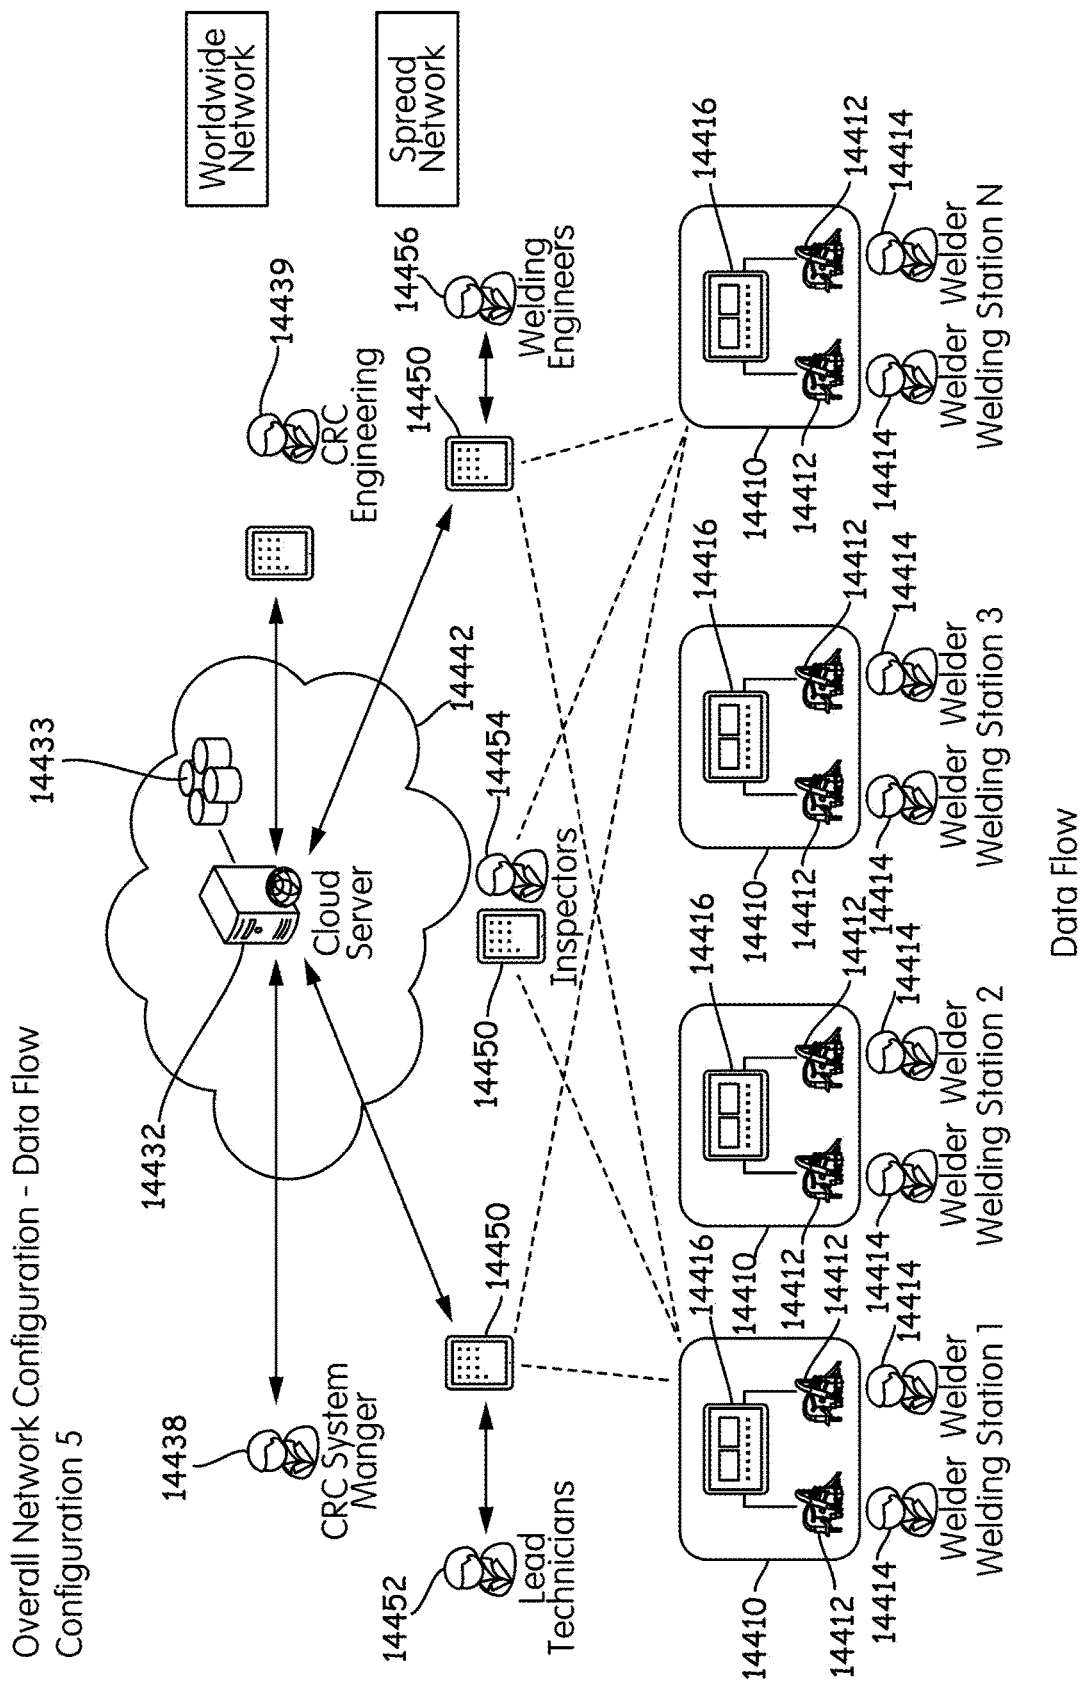 Overall Network Configuration - Data Flow
Configuration 5
14433
Worldwide
Network
14432
14438
14439
Cloud
Server
CRC System
Manger
CRC
Engineering
14442
Spread
Network
14452
14450
14450
14454
14450
14456
Lead
Technicians
Inspectors
Welding
Engineers
14416
14416
14416
14416
14410
14410
14410
14410
14412
14412
14412
14412
14412
14412
14412
14412
14414
14414
14414
14414
14414
14414
14414
14414
Welder Welder
Welding Station 1
Welder Welder
Welding Station 2
Welder Welder
Welding Station 3
Welder Welder
Welding Station N
Data Flow